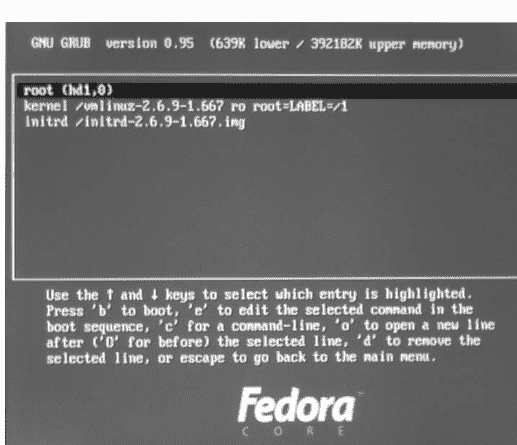 GNU GRUB version 0.95 (639K lower / 392182K upper memory)
root (hd1,0)
kernel /vmlinuz-2.6.9-1.667 ro root=LABEL=/1
initrd /initrd-2.6.9-1.667.img
Use the ↑ and ↓ keys to select which entry is highlighted.
Press 'b' to boot, 'e' to edit the selected command in the
boot sequence, 'c' for a command-line, 'o' to open a new line
after ('O' for before) the selected line, 'd' to remove the
selected line, or escape to go back to the main menu.
Fedora
CORE